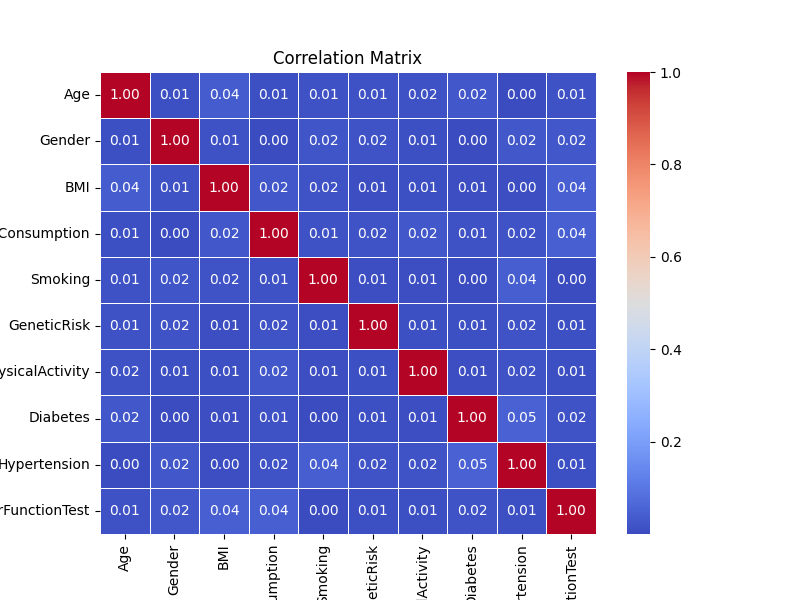 Correlation Matrix
Age 1.00 0.01 0.04 0.01 0.01 0.01 0.02 0.02 0.00 0.01
Gender 0.01 1.00 0.01 0.00 0.02 0.02 0.01 0.00 0.02 0.02
BMI 0.04 0.01 1.00 0.02 0.02 0.01 0.01 0.01 0.00 0.04
Consumption 0.01 0.00 0.02 1.00 0.01 0.02 0.02 0.01 0.02 0.04
Smoking 0.01 0.02 0.02 0.01 1.00 0.01 0.01 0.00 0.04 0.00
GeneticRisk 0.01 0.02 0.01 0.02 0.01 1.00 0.01 0.01 0.02 0.01
ysicalActivity 0.02 0.01 0.01 0.02 0.01 0.01 1.00 0.01 0.02 0.01
Diabetes 0.02 0.00 0.01 0.01 0.00 0.01 0.01 1.00 0.05 0.02
Hypertension 0.00 0.02 0.00 0.02 0.04 0.02 0.02 0.05 1.00 0.01
rFunctionTest 0.01 0.02 0.04 0.04 0.00 0.01 0.01 0.02 0.01 1.00
Age Gender BMI umption Smoking eticRisk lActivity Diabetes rtension tionTest
1.0
0.8
0.6
0.4
0.2